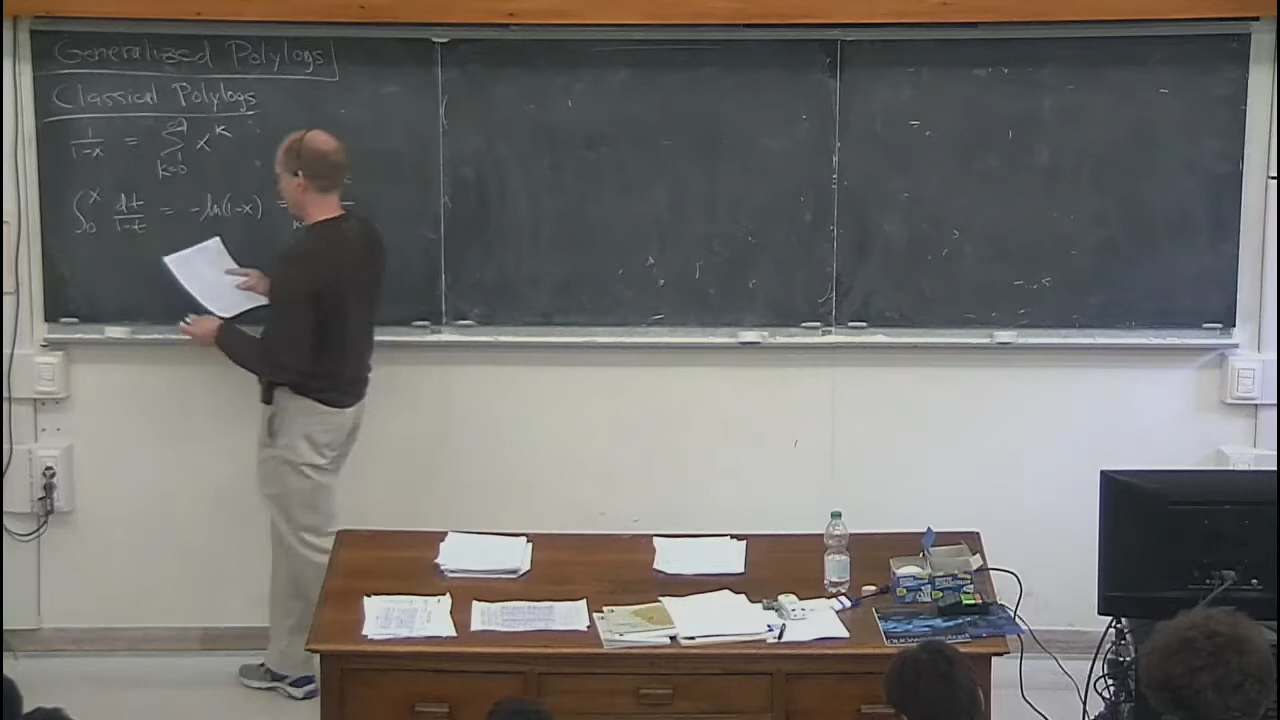 Generalized Polylogs
Classical Polylogs
1/(1-x) = ∑_{k=0}^{∞} x^k
∫_0^x dt/(1-t) = -ln(1-x) =